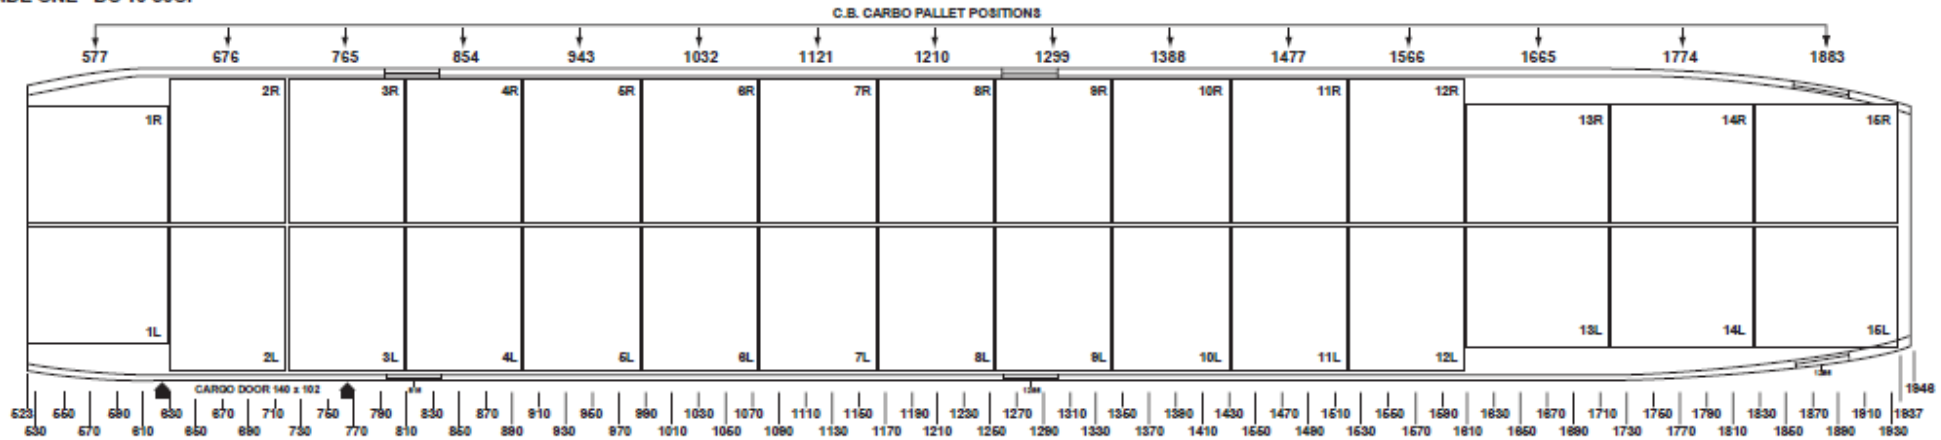 C.B. CARBO PALLET POSITIONS
577 676 765 854 943 1032 1121 1210 1299 1388 1477 1566 1665 1774 1883
2R 3R 4R 5R 6R 7R 8R 9R 10R 11R 12R
1R 13R 14R 15R
1L 13L 14L 15L
2L 3L 4L 5L 6L 7L 8L 9L 10L 11L 12L
CARGO DOOR 140 x 102
1946
523 550 590 630 670 710 750 790 830 870 910 950 990 1030 1070 1110 1150 1190 1230 1270 1310 1350 1390 1430 1470 1510 1550 1590 1630 1670 1710 1750 1790 1830 1870 1910 1937
530 570 610 650 690 730 770 810 850 890 930 970 1010 1050 1090 1130 1170 1210 1250 1290 1330 1370 1410 1550 1490 1530 1570 1610 1650 1690 1730 1770 1810 1850 1890 1930